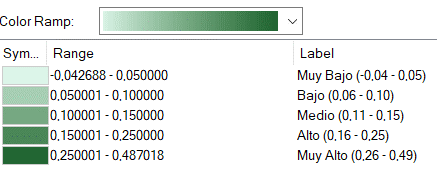 Color Ramp:
Sym... Range Label
-0,042688 - 0,050000 Muy Bajo (-0,04 - 0,05)
0,050001 - 0,100000 Bajo (0,06 - 0,10)
0,100001 - 0,150000 Medio (0,11 - 0,15)
0,150001 - 0,250000 Alto (0,16 - 0,25)
0,250001 - 0,487018 Muy Alto (0,26 - 0,49)